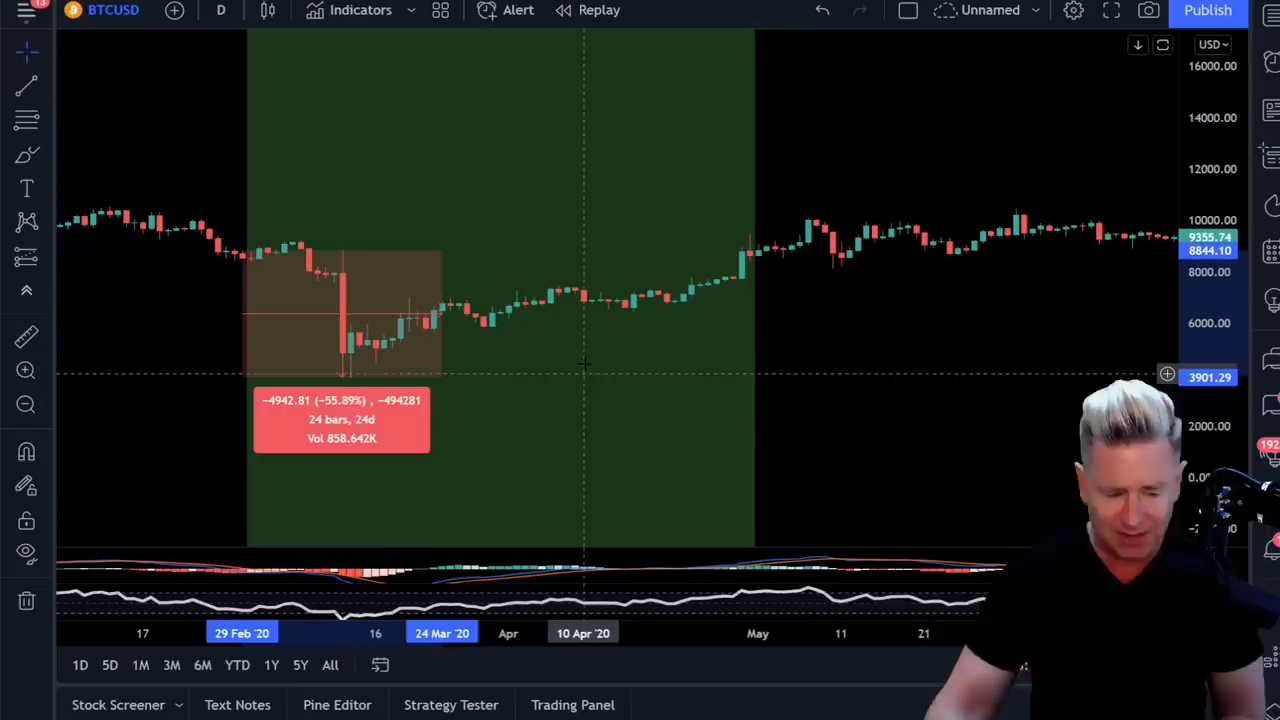 13
BTCUSD
D
Indicators
Alert
Replay
Unnamed
Publish
USD
16000.00
14000.00
12000.00
10000.00
9355.74
8844.10
8000.00
6000.00
3901.29
2000.00
192
−4942.81 (−55.89%) , −494281
24 bars, 24d
Vol 858.642K
17
29 Feb '20
16
24 Mar '20
Apr
10 Apr '20
May
11
21
1D
5D
1M
3M
6M
YTD
1Y
5Y
All
Stock Screener
Text Notes
Pine Editor
Strategy Tester
Trading Panel